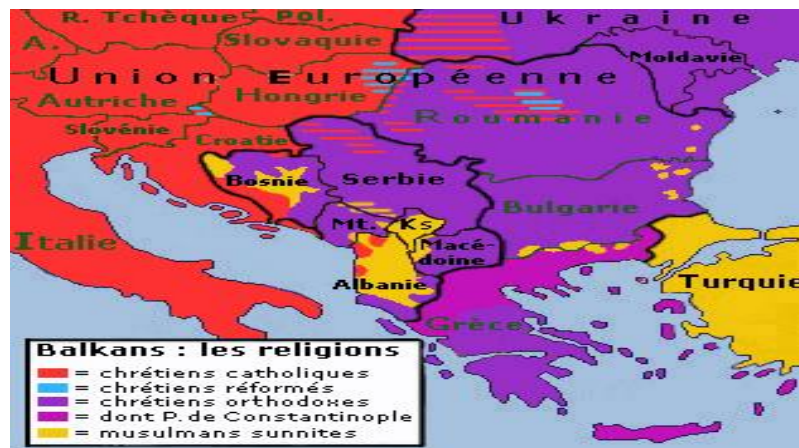 R. Tchèque
Pol.
Ukraine
A.
Slovaquie
Moldavie
Union Européenne
Autriche
Hongrie
Roumanie
Slovénie
Croatie
Bosnie
Serbie
Bulgarie
Italie
Mt.
Ks
Macé-
doine
Albanie
Turquie
Grèce
Balkans : les religions
= chrétiens catholiques
= chrétiens réformés
= chrétiens orthodoxes
= dont P. de Constantinople
= musulmans sunnites